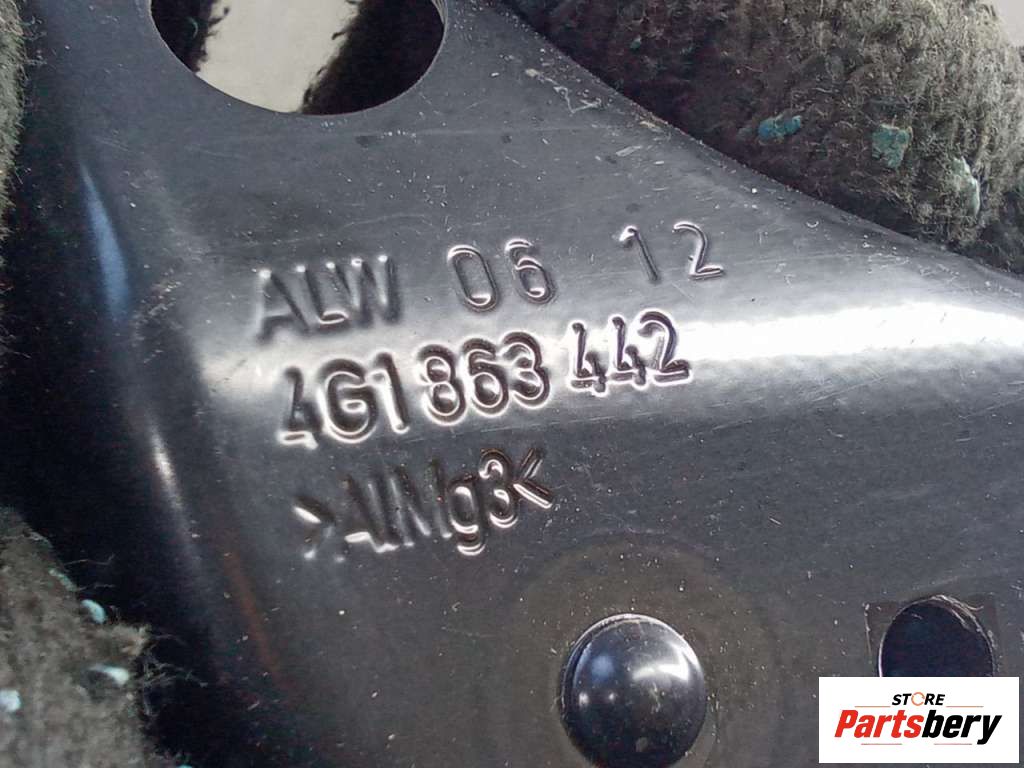 ALW 06 12
4G1 863 442
>AlMg3<
STORE
Partsbery